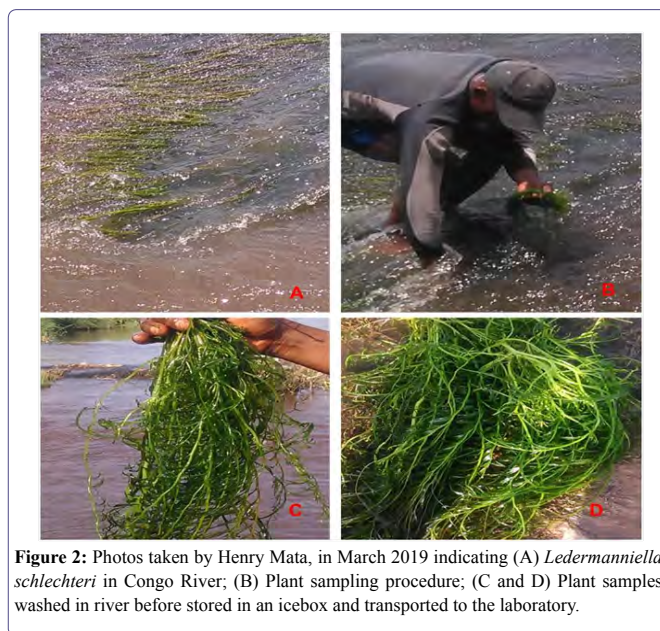 A
B
C
D
Figure 2: Photos taken by Henry Mata, in March 2019 indicating (A) Ledermanniella
schlechteri in Congo River; (B) Plant sampling procedure; (C and D) Plant samples
washed in river before stored in an icebox and transported to the laboratory.